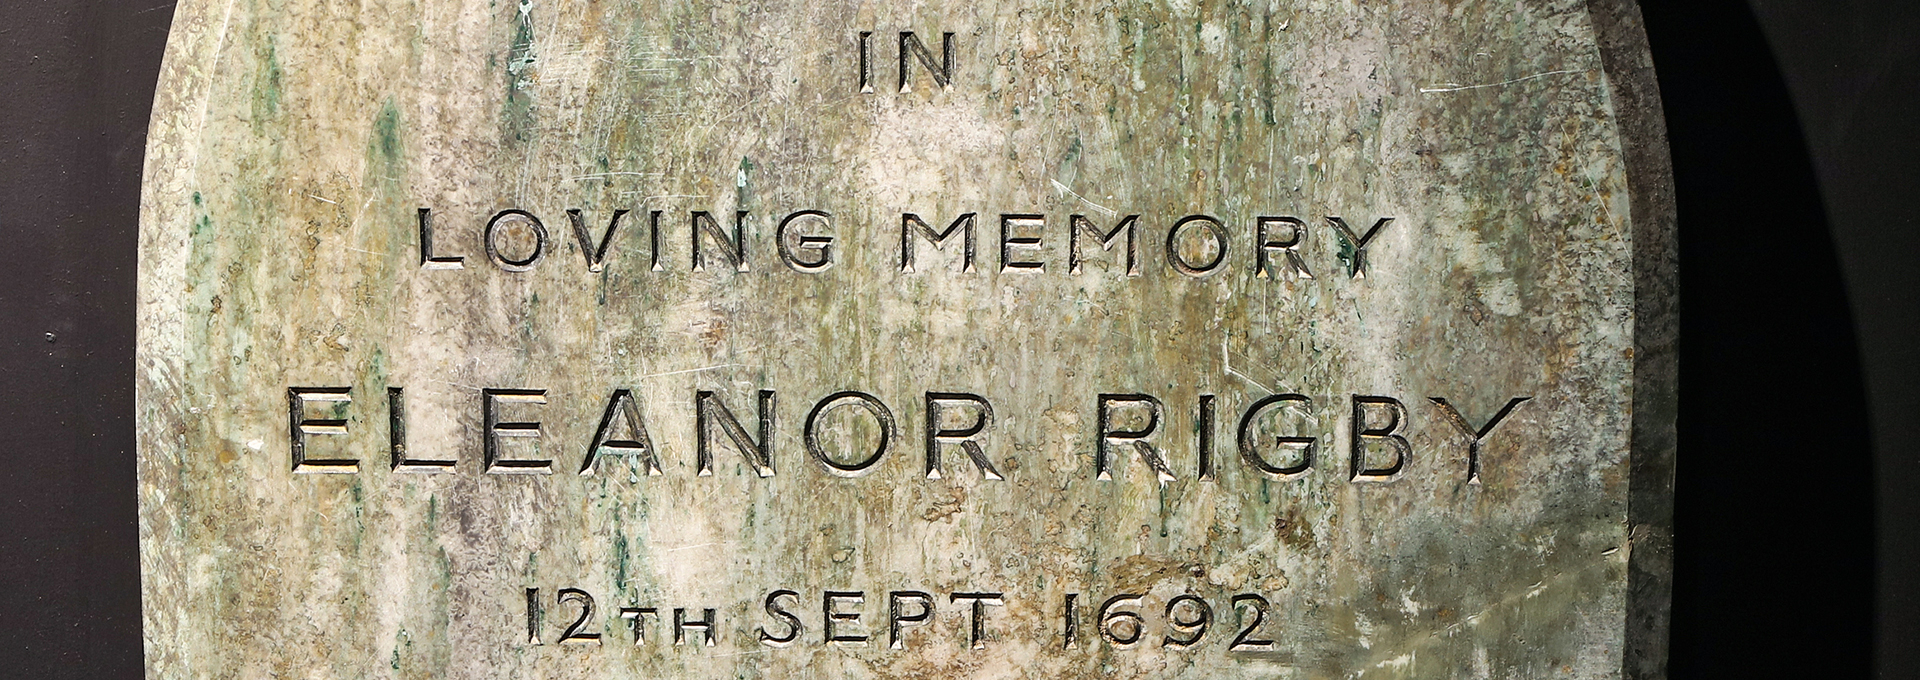 IN
LOVING MEMORY
ELEANOR RIGBY
12TH SEPT 1692